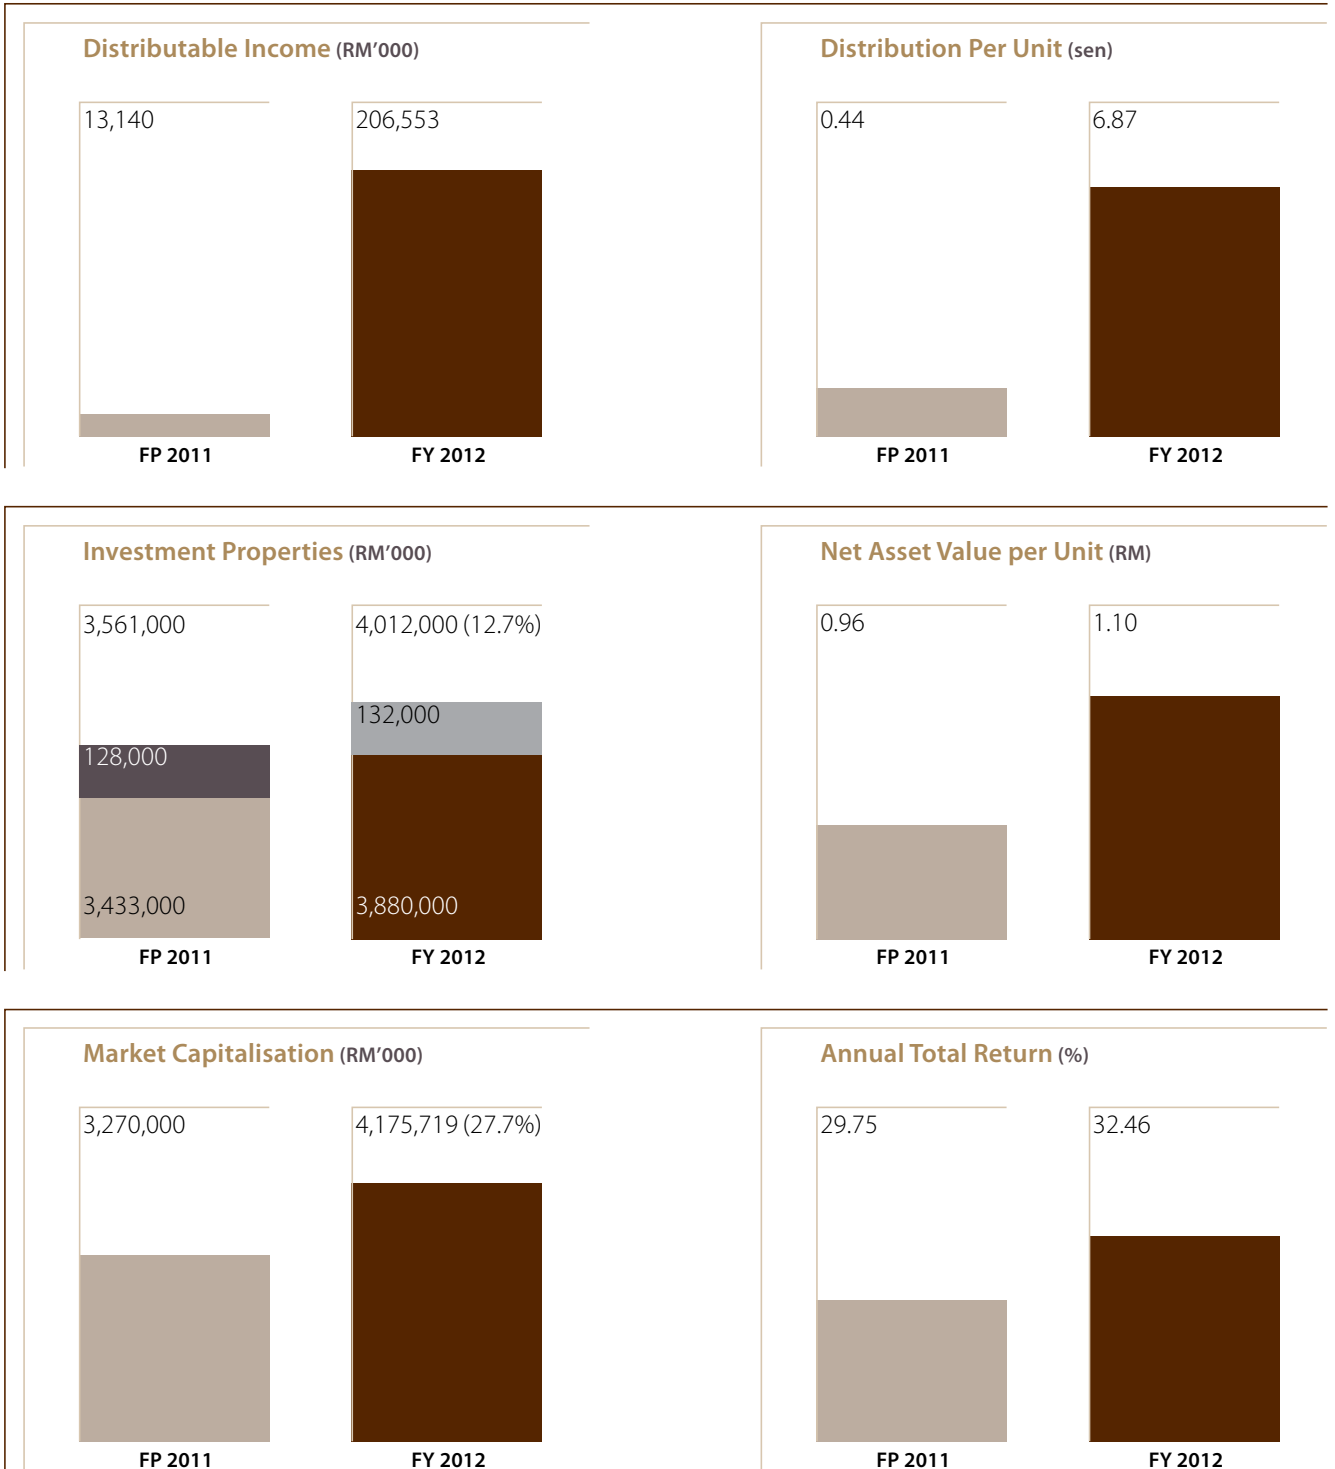 Distributable Income (RM'000)
13,140
206,553
FP 2011
FY 2012
Distribution Per Unit (sen)
0.44
6.87
FP 2011
FY 2012
Investment Properties (RM'000)
3,561,000
4,012,000 (12.7%)
128,000
132,000
3,433,000
3,880,000
FP 2011
FY 2012
Net Asset Value per Unit (RM)
0.96
1.10
FP 2011
FY 2012
Market Capitalisation (RM'000)
3,270,000
4,175,719 (27.7%)
FP 2011
FY 2012
Annual Total Return (%)
29.75
32.46
FP 2011
FY 2012